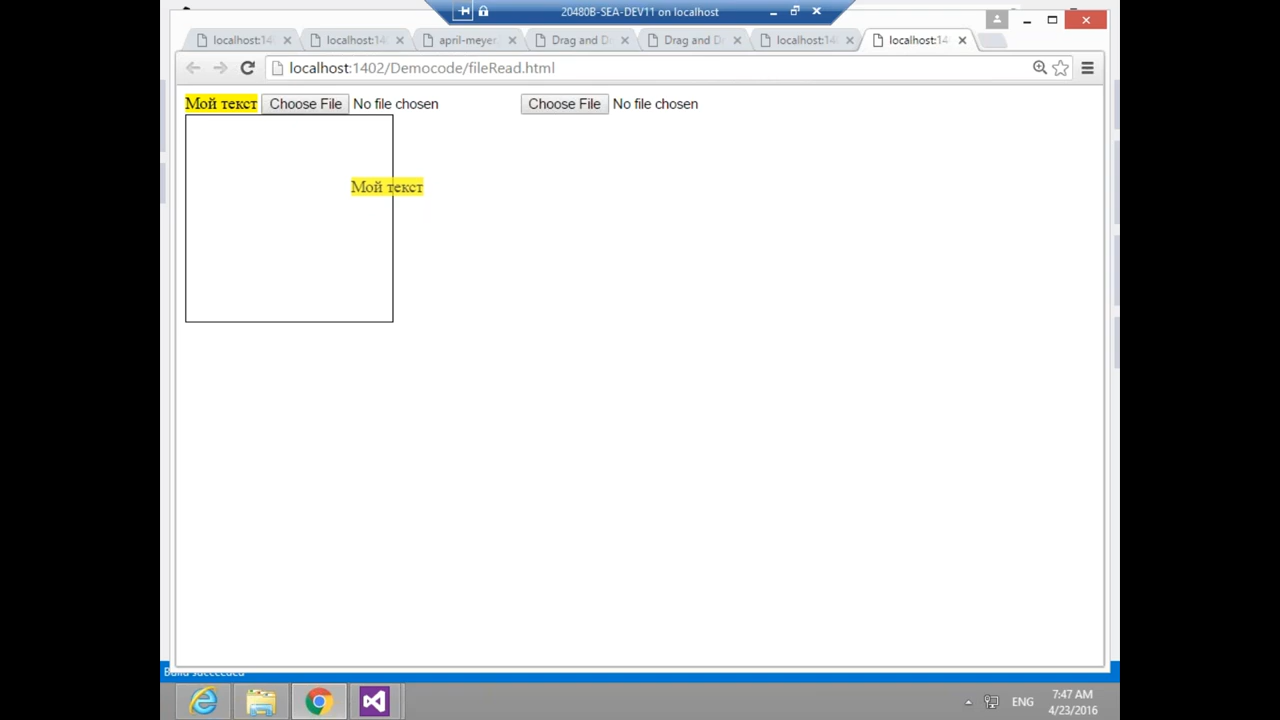 20480B-SEA-DEV11 on localhost
localhost:14 localhost:14 april-meyer Drag and D Drag and D localhost:14 localhost:14
localhost:1402/Democode/fileRead.html
Мой текст Choose File No file chosen Choose File No file chosen
Мой текст
Build succeeded
ENG
7:47 AM
4/23/2016